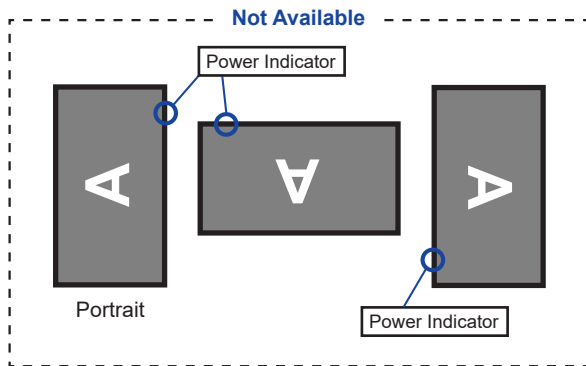 Not Available
Power Indicator
A
A
A
Portrait
Power Indicator